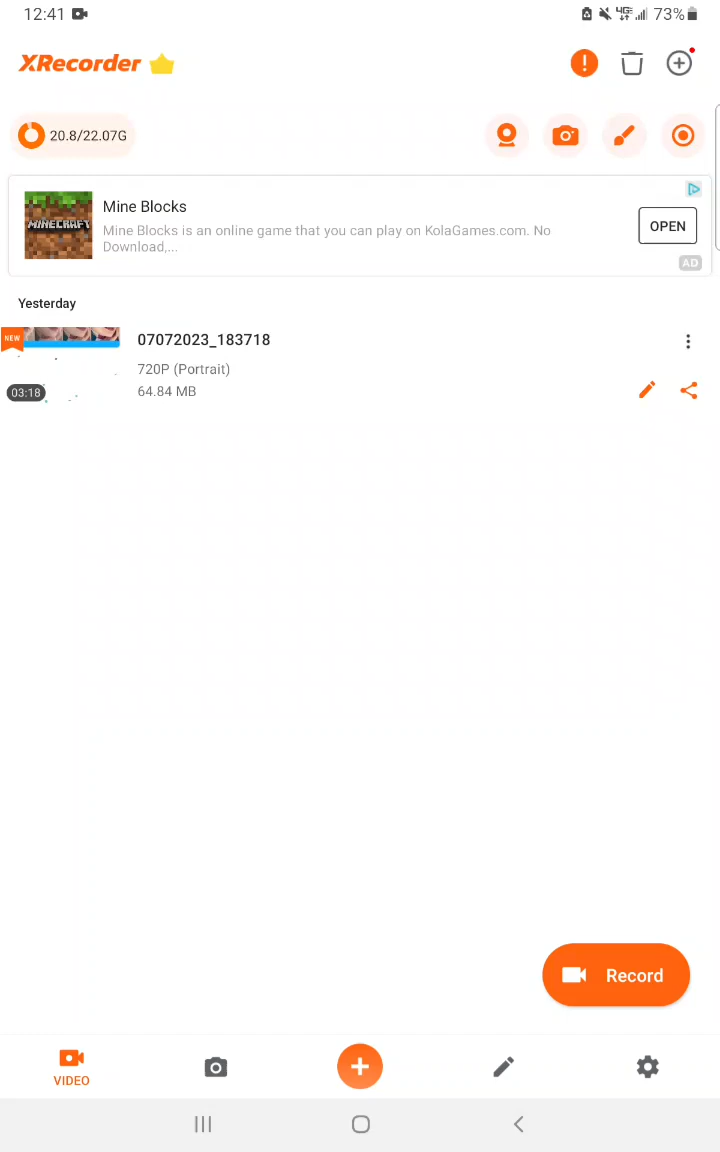 12:41 4GE 73%
XRecorder
20.8/22.07G
MINECRAFT
Mine Blocks
Mine Blocks is an online game that you can play on KolaGames.com. No
Download,...
OPEN
AD
Yesterday
NEW
07072023_183718
720P (Portrait)
03:18
64.84 MB
Record
VIDEO